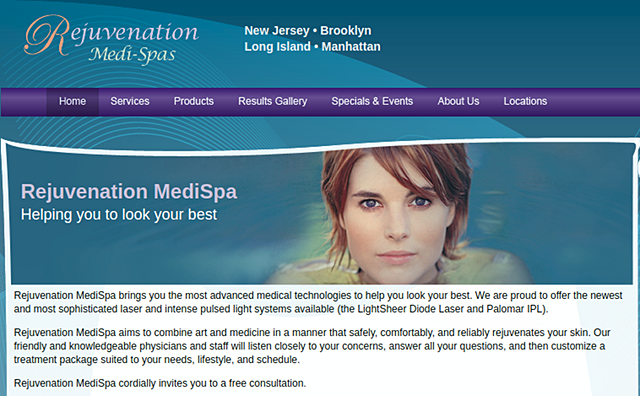 Rejuvenation
Medi-Spas
New Jersey • Brooklyn
Long Island • Manhattan
Home Services Products Results Gallery Specials & Events About Us Locations
Rejuvenation MediSpa
Helping you to look your best
Rejuvenation MediSpa brings you the most advanced medical technologies to help you look your best. We are proud to offer the newest
and most sophisticated laser and intense pulsed light systems available (the LightSheer Diode Laser and Palomar IPL).
Rejuvenation MediSpa aims to combine art and medicine in a manner that safely, comfortably, and reliably rejuvenates your skin. Our
friendly and knowledgeable physicians and staff will listen closely to your concerns, answer all your questions, and then customize a
treatment package suited to your needs, lifestyle, and schedule.
Rejuvenation MediSpa cordially invites you to a free consultation.